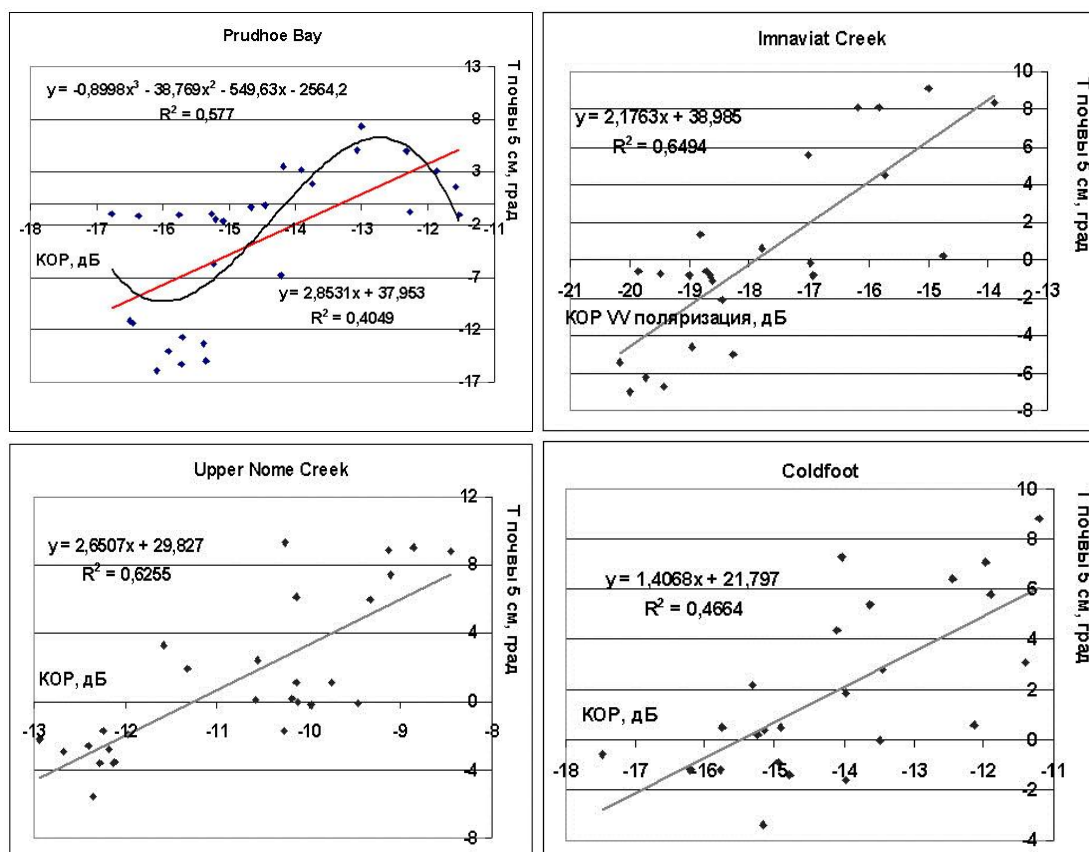 Prudhoe Bay
13
y = -0,8998x³ - 38,769x² - 549,63x - 2564,2
R² = 0,577
8
3
-2
-18 -17 -16 -15 -14 -13 -12 -11
КОР, дБ
-7
y = 2,8531x + 37,953
R² = 0,4049
-12
-17
Т почвы 5 см, град
Imnaviat Creek
10
y = 2,1763x + 38,985
R² = 0,6494
8
6
4
2
0
-21 -20 -19 -18 -17 -16 -15 -14 -13
КОР VV поляризация, дБ
-2
-4
-6
-8
Т почвы 5 см, град
Upper Nome Creek
12
y = 2,6507x + 29,827
R² = 0,6255
8
4
КОР, дБ
0
-13 -12 -11 -10 -9 -8
-4
-8
Т почвы 5 см, град
Coldfoot
10
8
y = 1,4068x + 21,797
R² = 0,4664
6
4
2
КОР, дБ
0
-18 -17 -16 -15 -14 -13 -12 -11
-2
-4
Т почвы 5 см, град